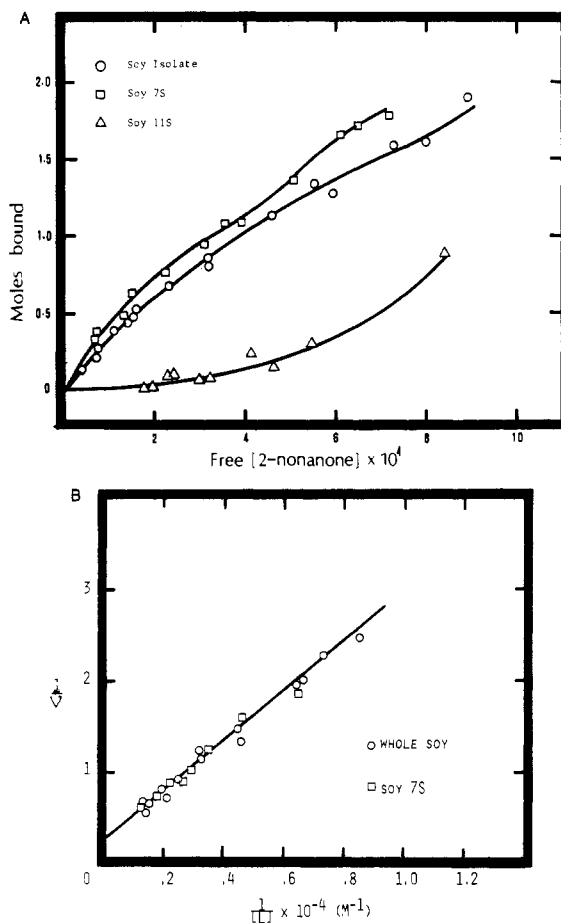 A
Soy Isolate
Soy 7S
Soy 11S
2.0
1.5
1.0
0.5
0
Moles bound
2
4
6
8
10
Free [2-nonanone] × 10⁴
B
3
2
1
WHOLE SOY
SOY 7S
0
.2
.4
.6
.8
1.0
1.2
1
[L] × 10⁻⁴ (M⁻¹)